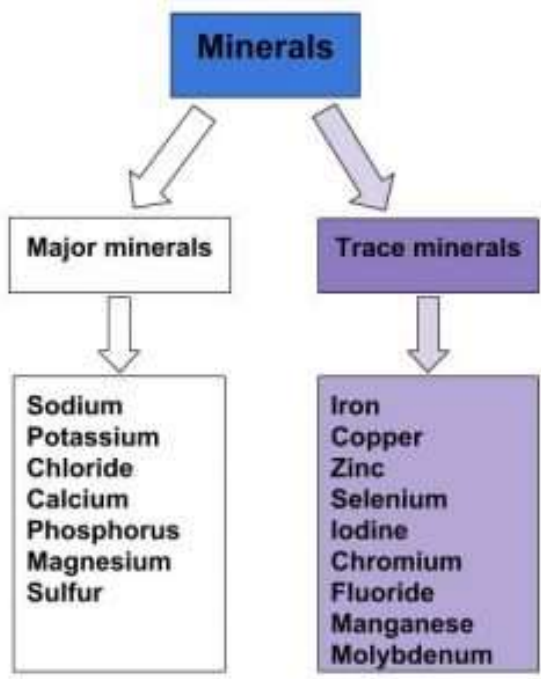 Minerals
Major minerals
Trace minerals
Sodium
Potassium
Chloride
Calcium
Phosphorus
Magnesium
Sulfur
Iron
Copper
Zinc
Selenium
Iodine
Chromium
Fluoride
Manganese
Molybdenum